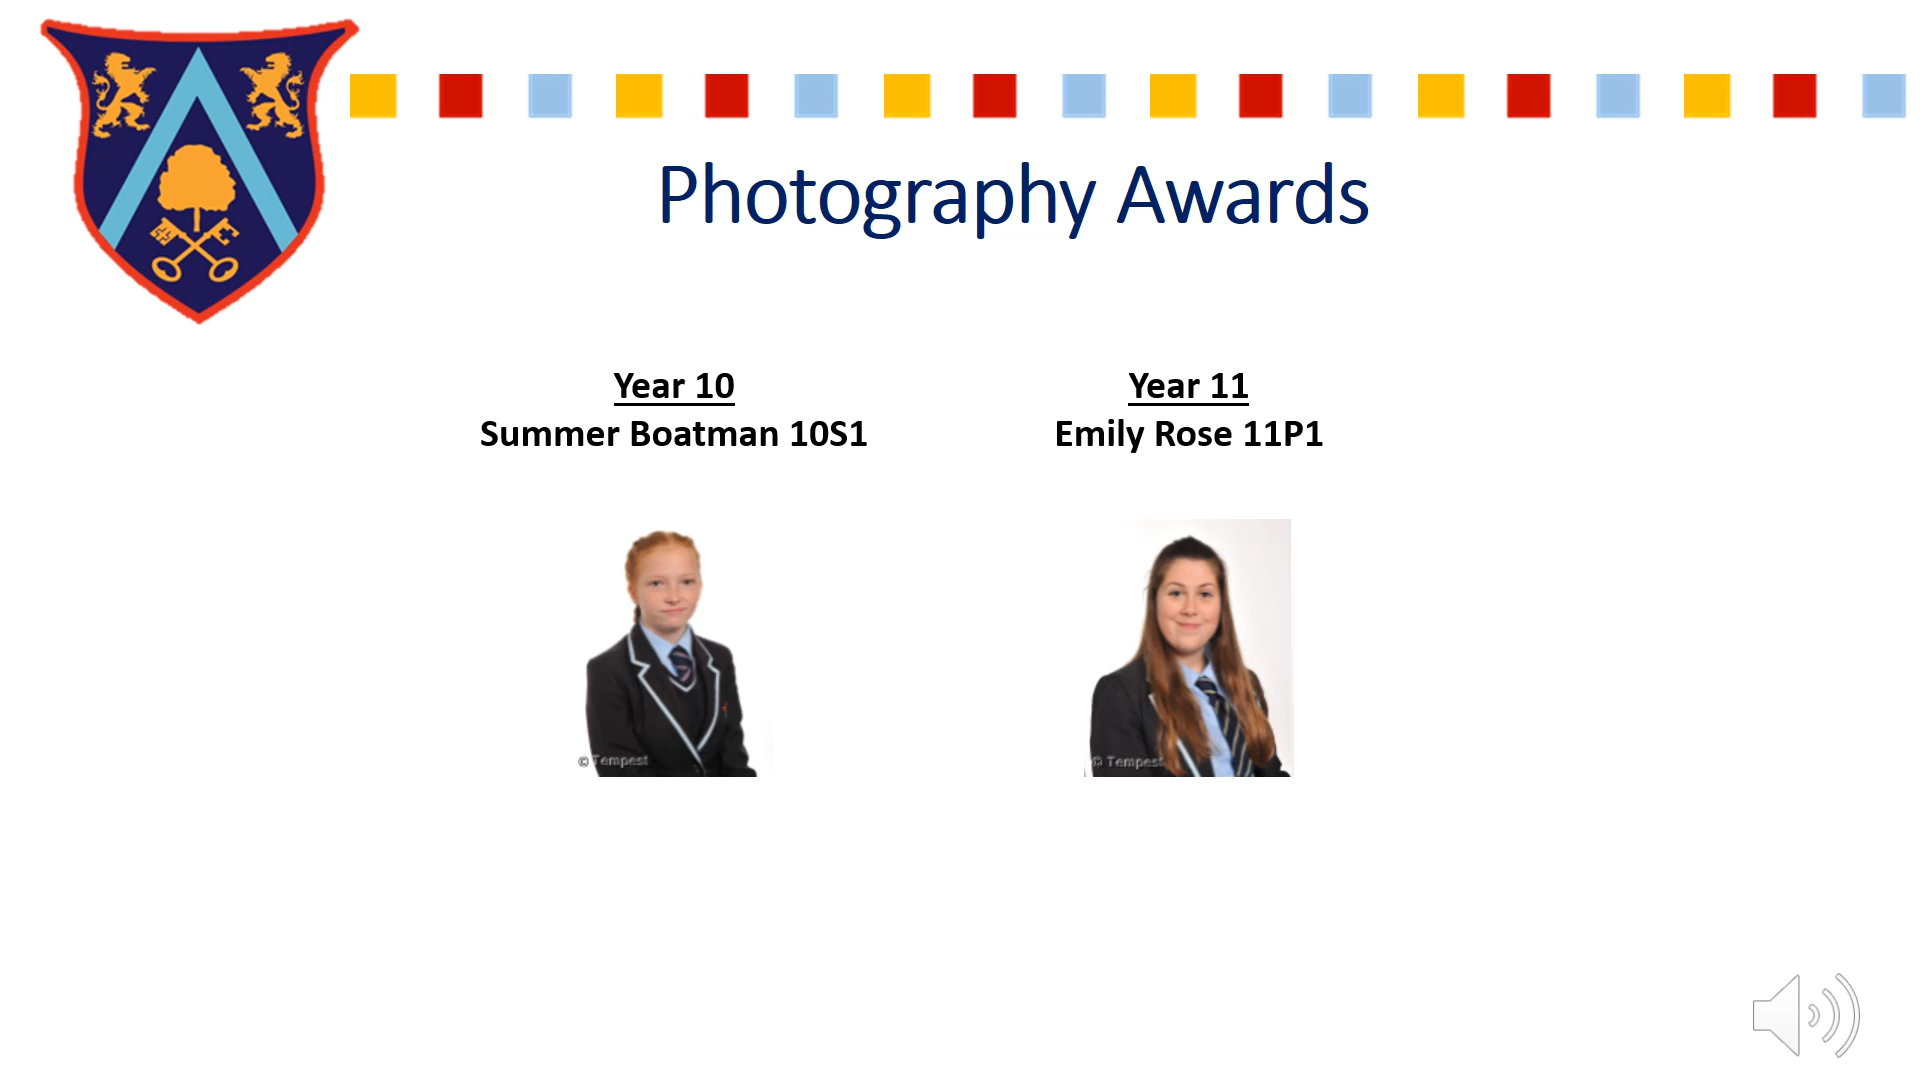 Photography Awards
Year 10
Summer Boatman 10S1
Year 11
Emily Rose 11P1
© Tempest
© Tempest